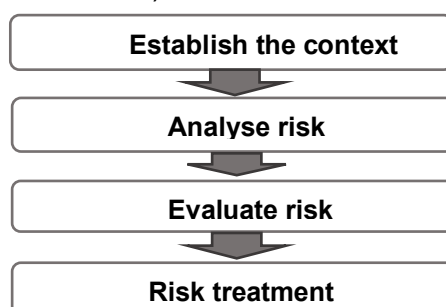 Establish the context
Analyse risk
Evaluate risk
Risk treatment